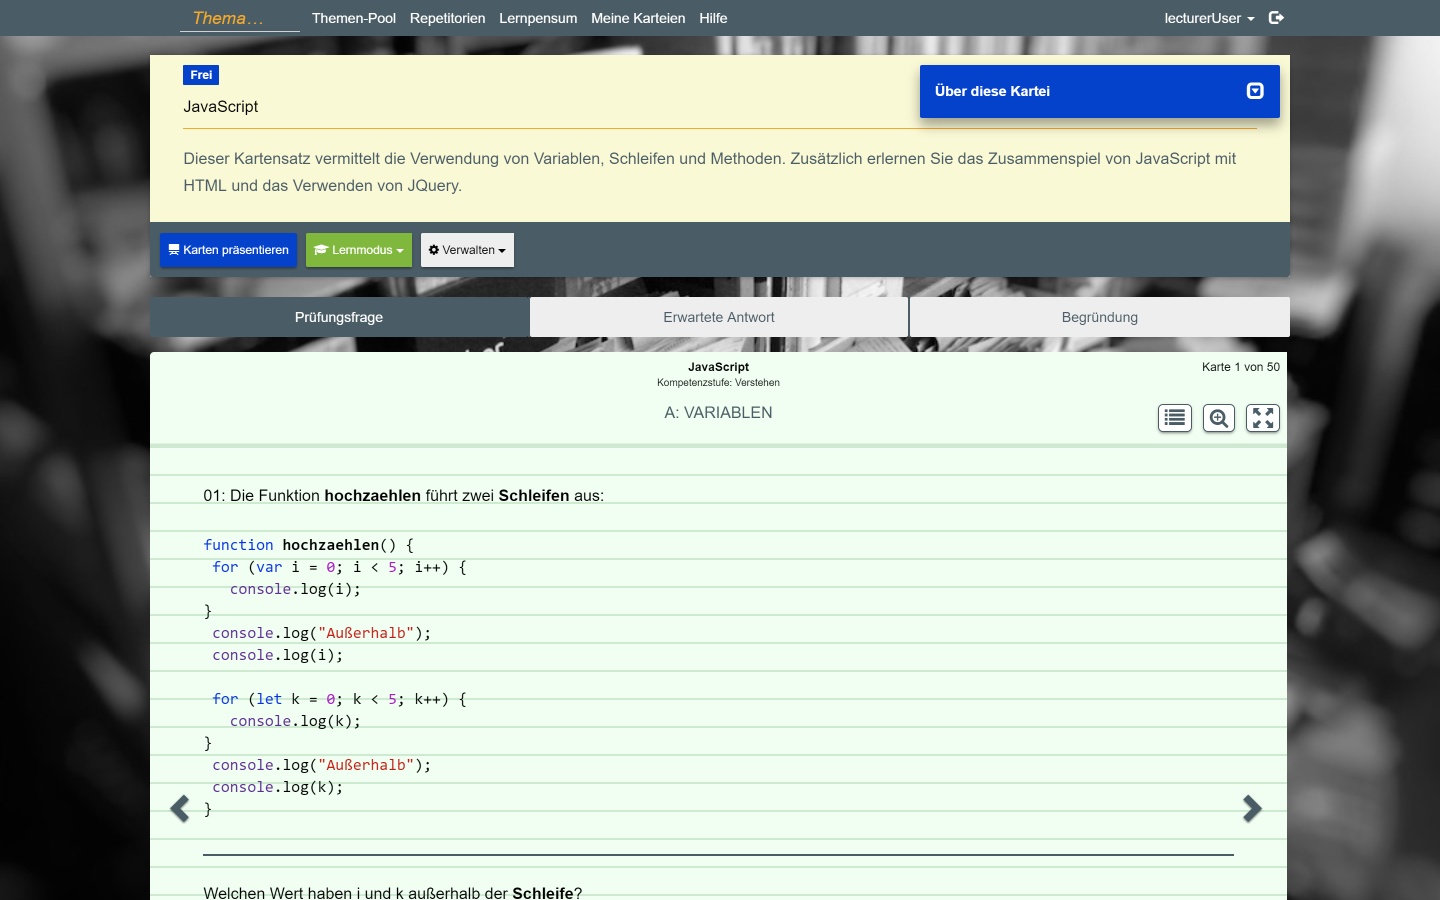 Thema…
Themen-Pool Repetitorien Lernpensum Meine Karteien Hilfe
lecturerUser
Frei
Über diese Kartei
JavaScript
Dieser Kartensatz vermittelt die Verwendung von Variablen, Schleifen und Methoden. Zusätzlich erlernen Sie das Zusammenspiel von JavaScript mit
HTML und das Verwenden von JQuery.
Karten präsentieren Lernmodus Verwalten
Prüfungsfrage Erwartete Antwort Begründung
JavaScript
Karte 1 von 50
Kompetenzstufe: Verstehen
A: VARIABLEN
01: Die Funktion hochzaehlen führt zwei Schleifen aus:
function hochzaehlen() {
for (var i = 0; i < 5; i++) {
console.log(i);
}
console.log("Außerhalb");
console.log(i);
for (let k = 0; k < 5; k++) {
console.log(k);
}
console.log("Außerhalb");
console.log(k);
}
Welchen Wert haben i und k außerhalb der Schleife?